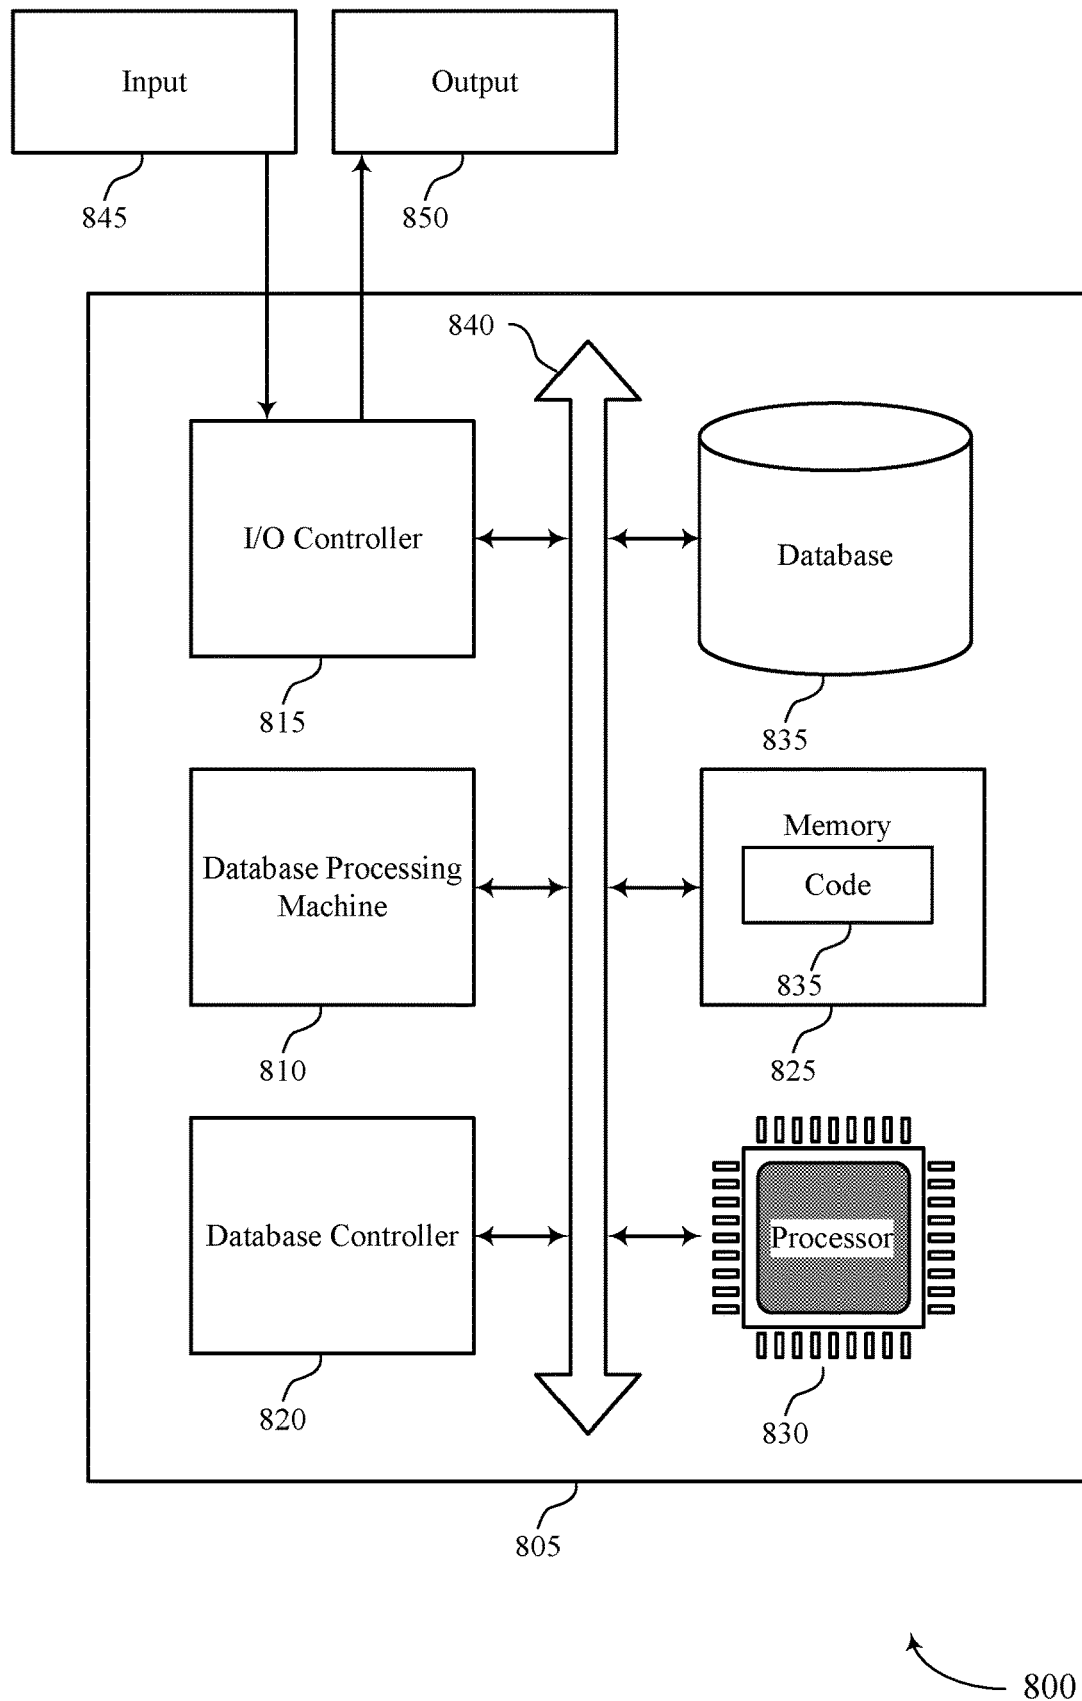 Input
Output
845
850
840
I/O Controller
Database
815
835
Database Processing
Machine
Memory
Code
835
810
825
Database Controller
Processor
820
830
805
800